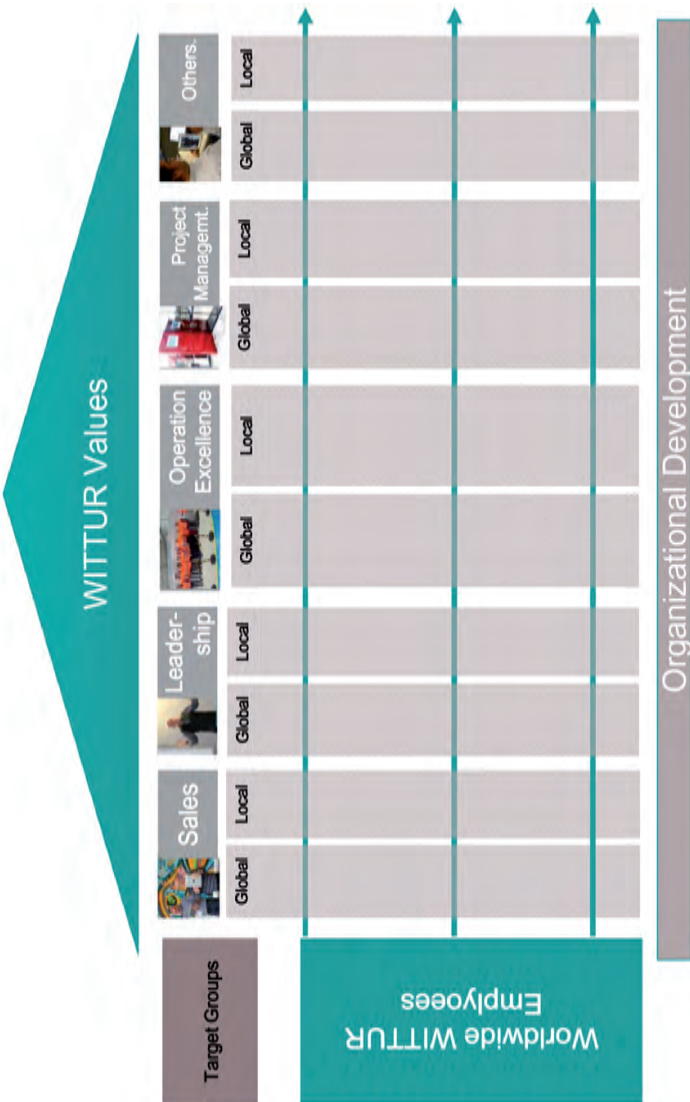 WITTUR Values
Target Groups
Sales
Leader-
ship
Operation
Excellence
Project
Managemt.
Others.
Global
Local
Global
Local
Global
Local
Global
Local
Global
Local
Worldwide WITTUR
Emplyoees
Organizational Development